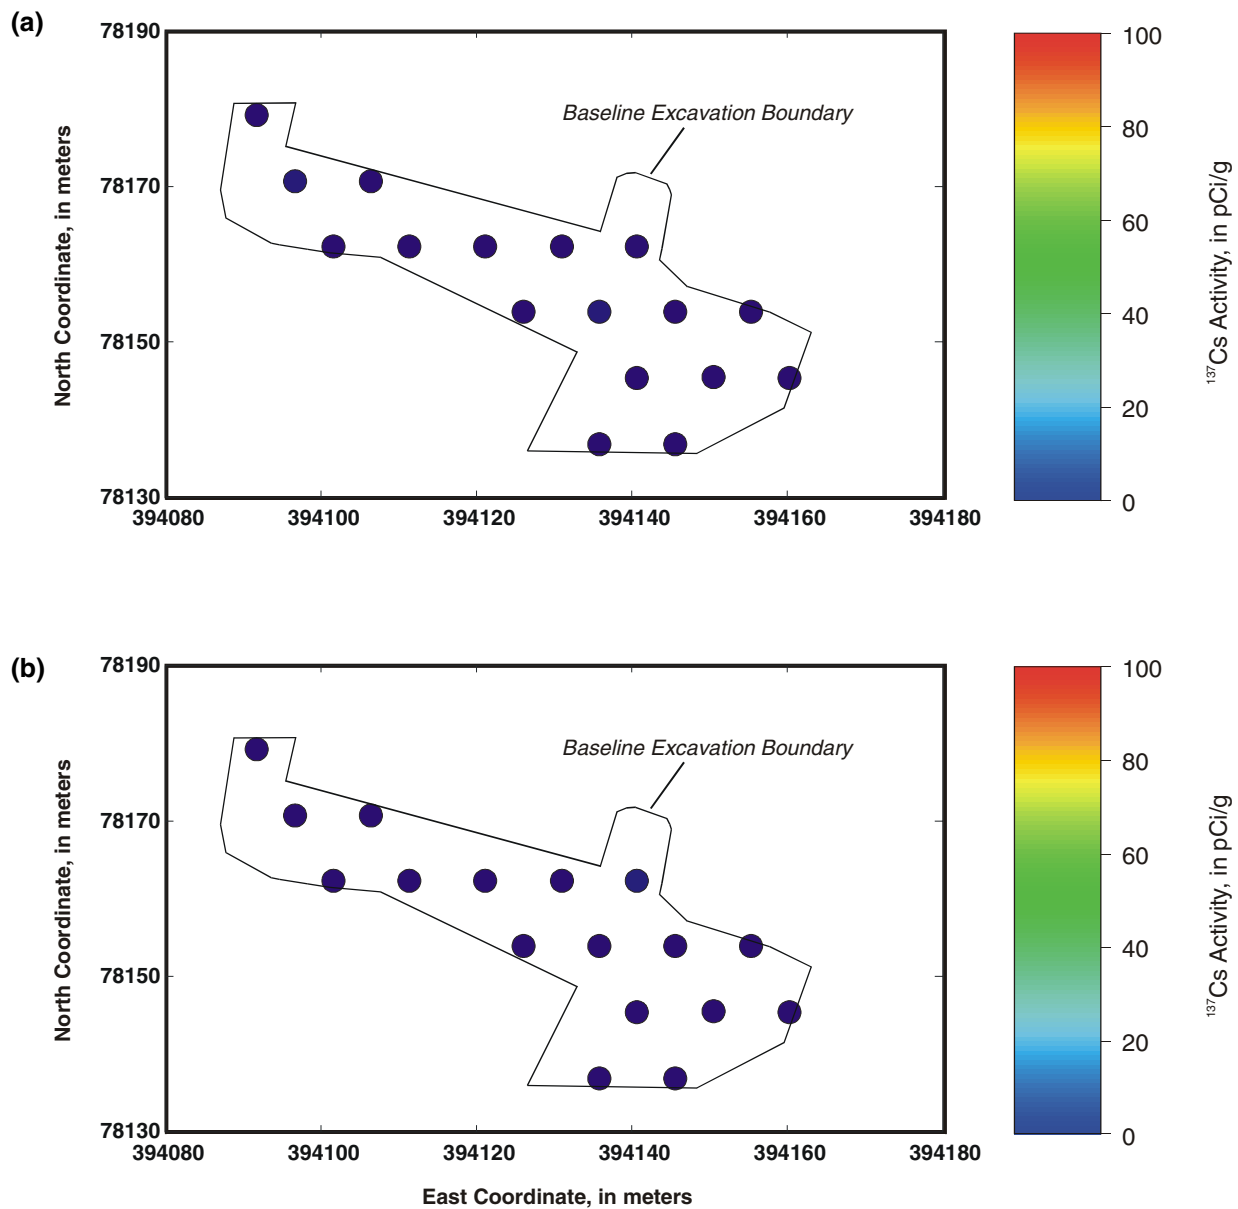 (a)
78190
78170
78150
78130
North Coordinate, in meters
Baseline Excavation Boundary
394080 394100 394120 394140 394160 394180
100
80
60
40
20
0
¹³⁷Cs Activity, in pCi/g
(b)
78190
78170
78150
78130
North Coordinate, in meters
Baseline Excavation Boundary
394080 394100 394120 394140 394160 394180
East Coordinate, in meters
100
80
60
40
20
0
¹³⁷Cs Activity, in pCi/g